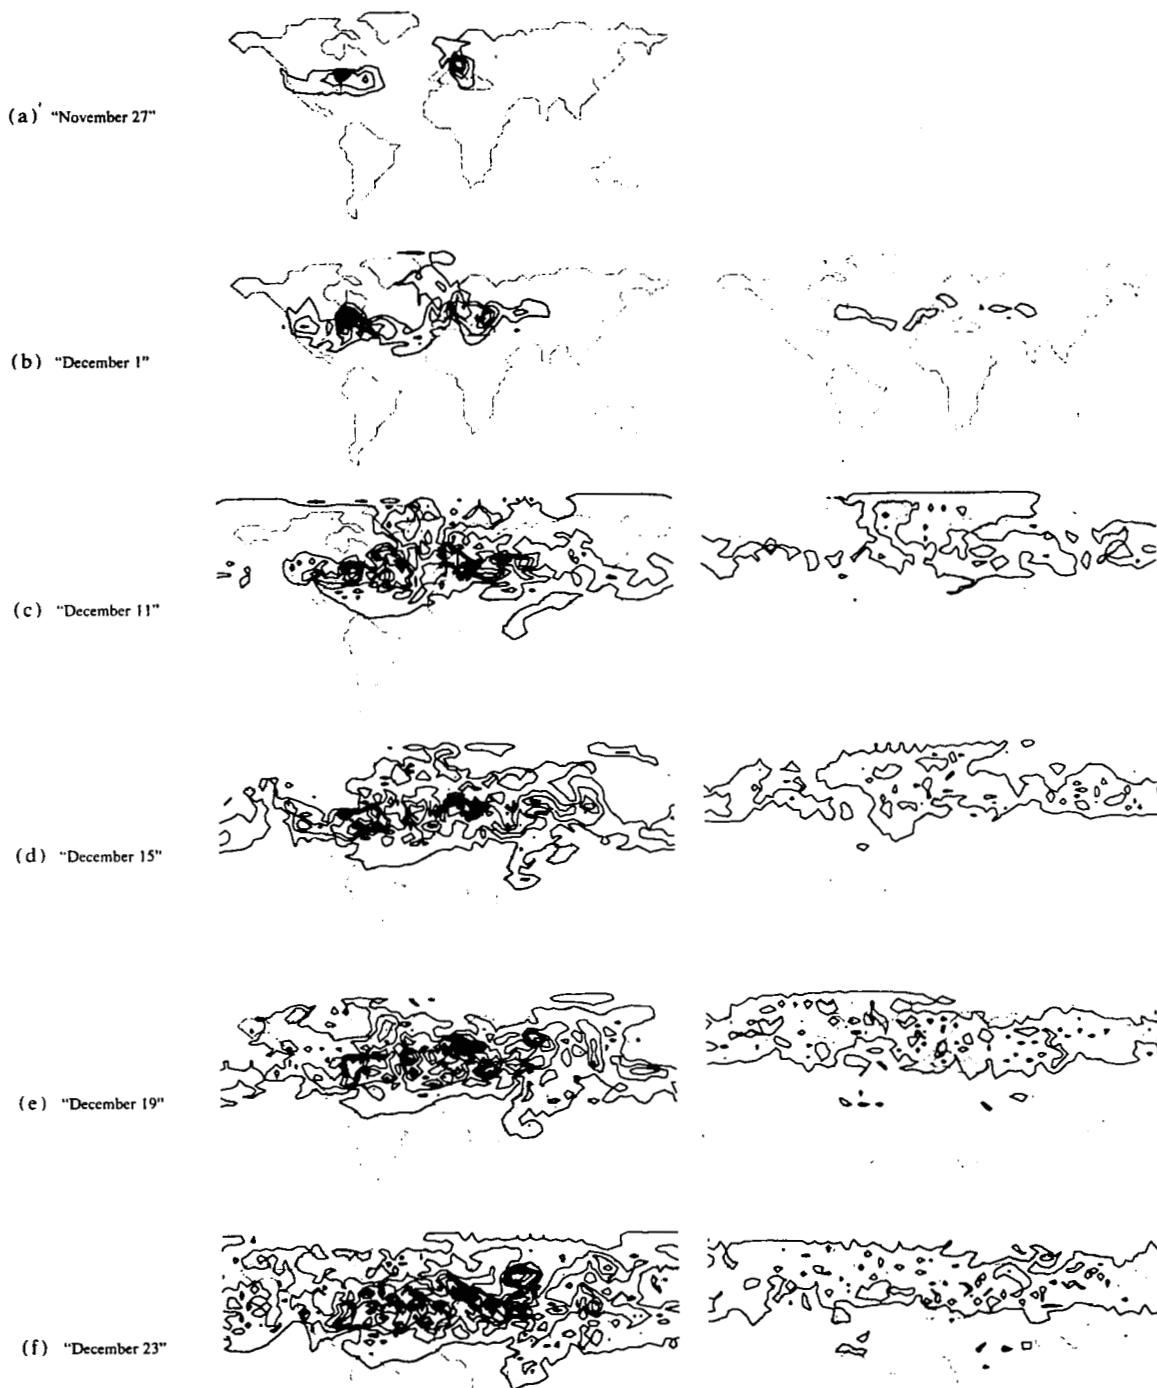 (a)' "November 27"
(b) "December 1"
(c) "December 11"
(d) "December 15"
(e) "December 19"
(f) "December 23"